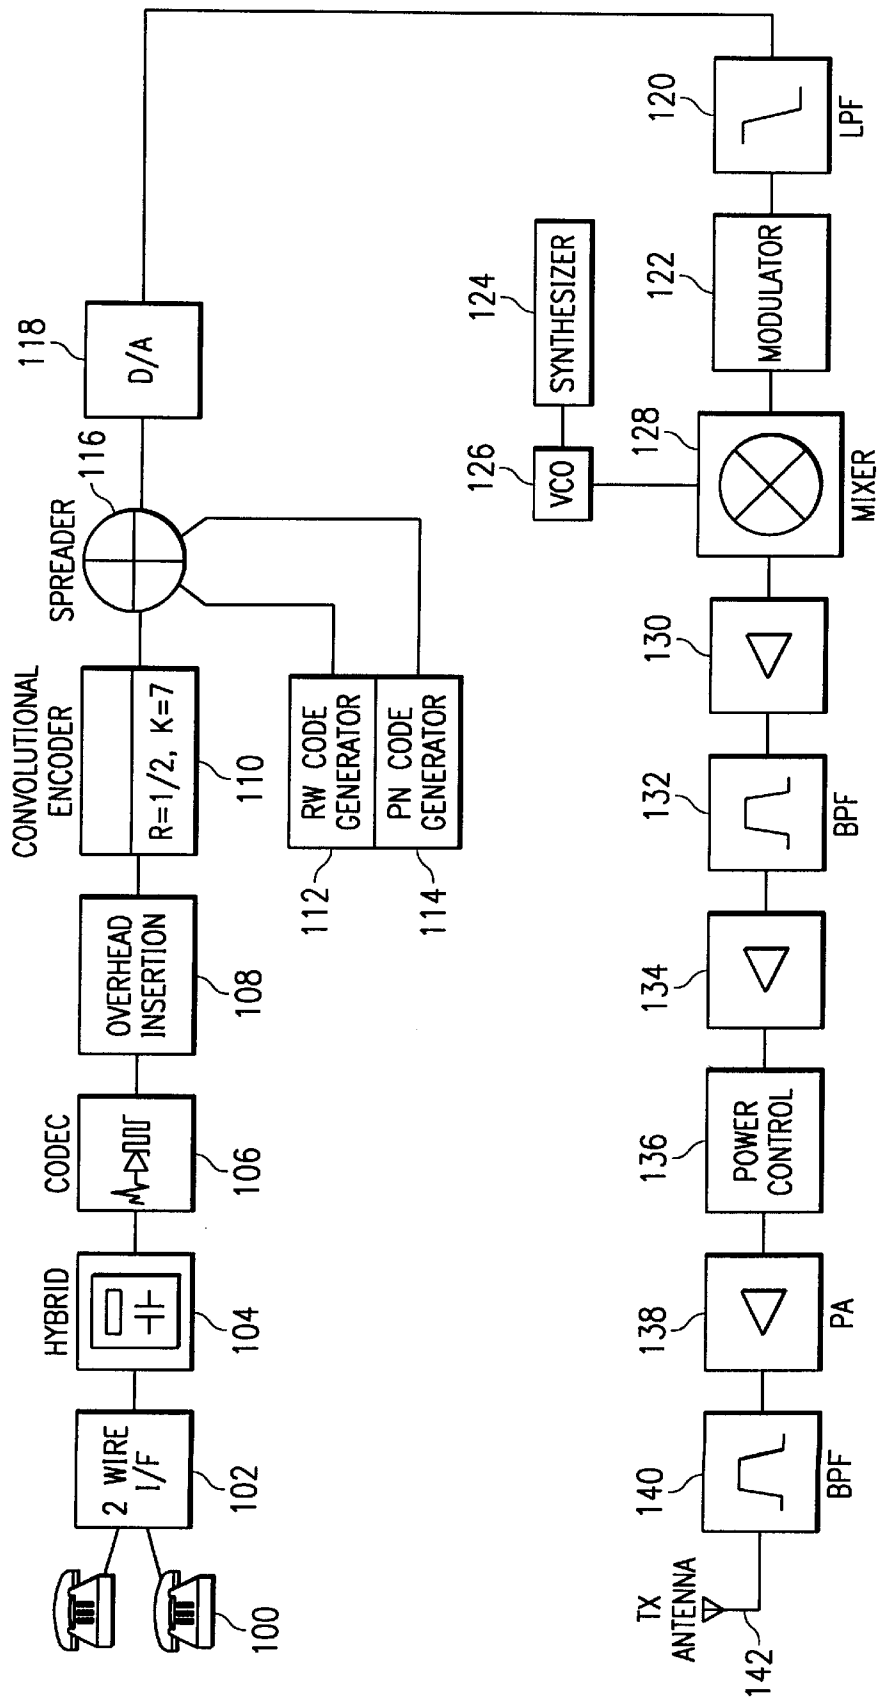 100
2 WIRE
I/F
102
HYBRID
104
CODEC
106
OVERHEAD
INSERTION
108
CONVOLUTIONAL
ENCODER
R=1/2, K=7
110
RW CODE
GENERATOR
112
PN CODE
GENERATOR
114
SPREADER
116
118
D/A
TX
ANTENNA
142
140
BPF
138
PA
136
POWER
CONTROL
134
132
BPF
130
128
MIXER
126
VCO
124
SYNTHESIZER
122
MODULATOR
120
LPF